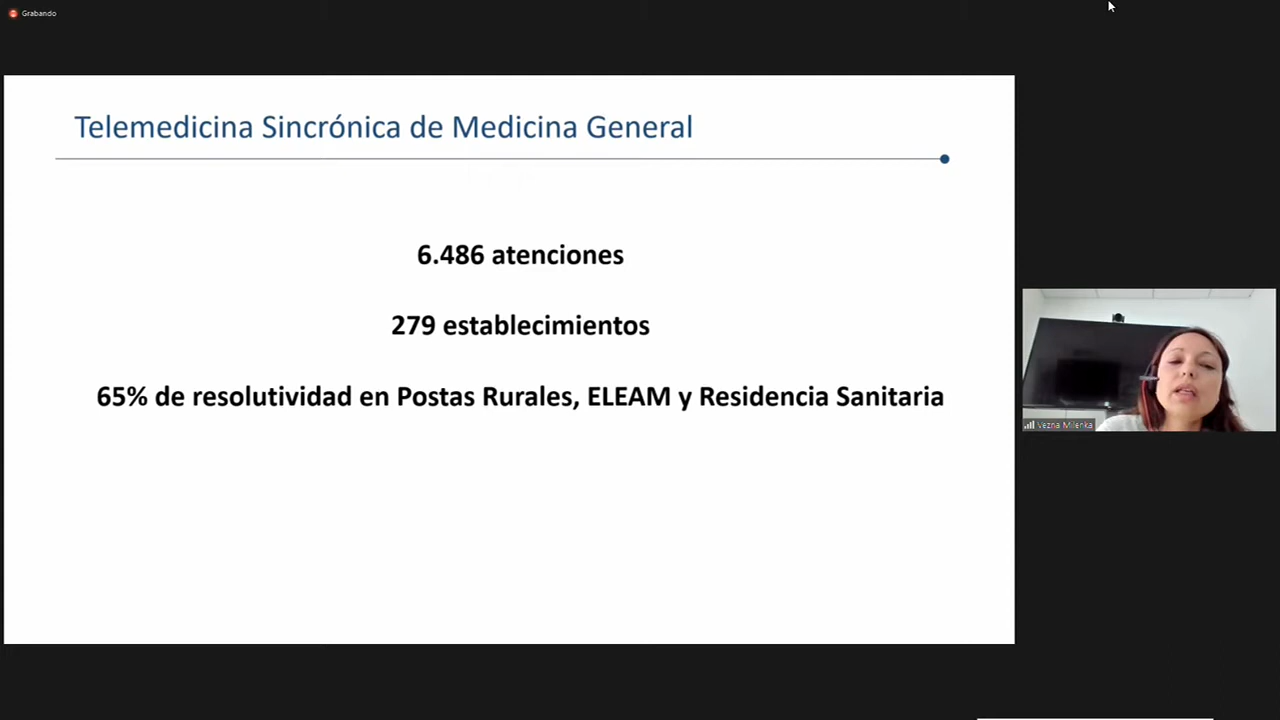 Grabando
Telemedicina Sincrónica de Medicina General
6.486 atenciones
279 establecimientos
65% de resolutividad en Postas Rurales, ELEAM y Residencia Sanitaria
Vezna Milenka